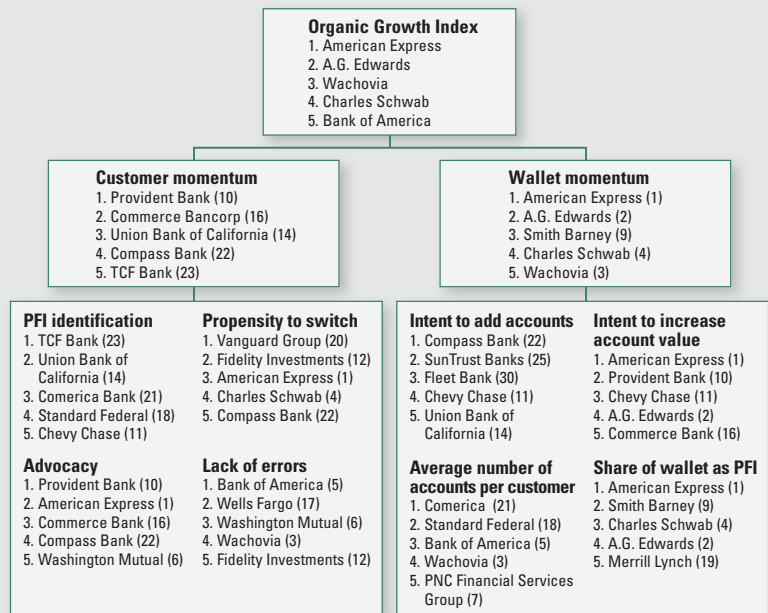 Organic Growth Index
1. American Express
2. A.G. Edwards
3. Wachovia
4. Charles Schwab
5. Bank of America
Customer momentum
1. Provident Bank (10)
2. Commerce Bancorp (16)
3. Union Bank of California (14)
4. Compass Bank (22)
5. TCF Bank (23)
Wallet momentum
1. American Express (1)
2. A.G. Edwards (2)
3. Smith Barney (9)
4. Charles Schwab (4)
5. Wachovia (3)
PFI identification
1. TCF Bank (23)
2. Union Bank of
California (14)
3. Comerica Bank (21)
4. Standard Federal (18)
5. Chevy Chase (11)
Propensity to switch
1. Vanguard Group (20)
2. Fidelity Investments (12)
3. American Express (1)
4. Charles Schwab (4)
5. Compass Bank (22)
Advocacy
1. Provident Bank (10)
2. American Express (1)
3. Commerce Bank (16)
4. Compass Bank (22)
5. Washington Mutual (6)
Lack of errors
1. Bank of America (5)
2. Wells Fargo (17)
3. Washington Mutual (6)
4. Wachovia (3)
5. Fidelity Investments (12)
Intent to add accounts
1. Compass Bank (22)
2. SunTrust Banks (25)
3. Fleet Bank (30)
4. Chevy Chase (11)
5. Union Bank of
California (14)
Intent to increase
account value
1. American Express (1)
2. Provident Bank (10)
3. Chevy Chase (11)
4. A.G. Edwards (2)
5. Commerce Bank (16)
Average number of
accounts per customer
1. Comerica (21)
2. Standard Federal (18)
3. Bank of America (5)
4. Wachovia (3)
5. PNC Financial Services
Group (7)
Share of wallet as PFI
1. American Express (1)
2. Smith Barney (9)
3. Charles Schwab (4)
4. A.G. Edwards (2)
5. Merrill Lynch (19)